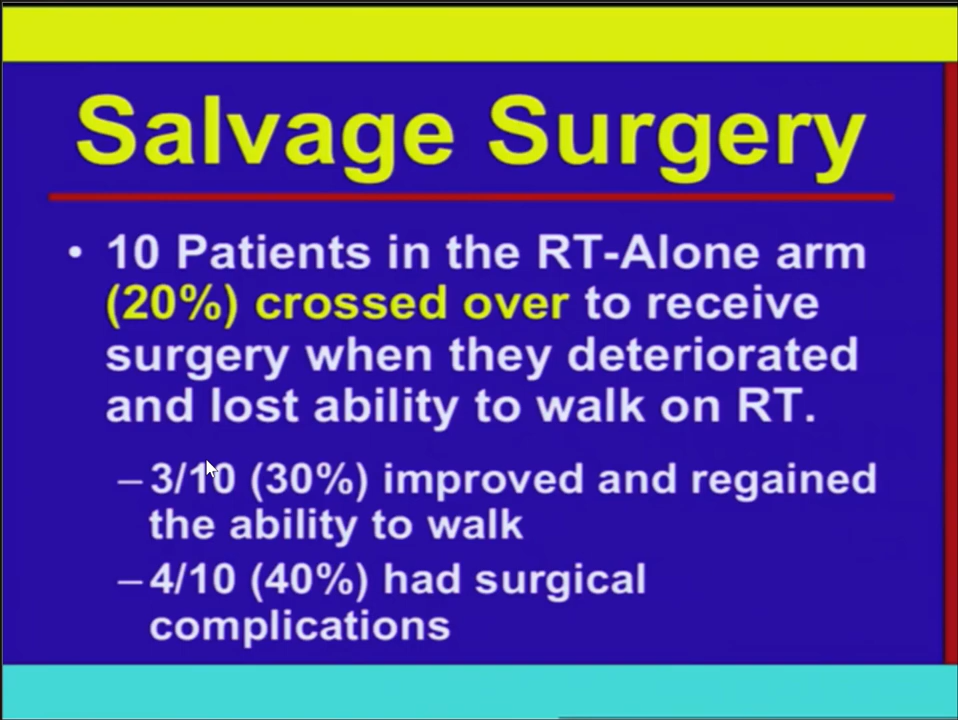 Salvage Surgery
• 10 Patients in the RT-Alone arm
(20%) crossed over to receive
surgery when they deteriorated
and lost ability to walk on RT.
– 3/10 (30%) improved and regained
the ability to walk
– 4/10 (40%) had surgical
complications